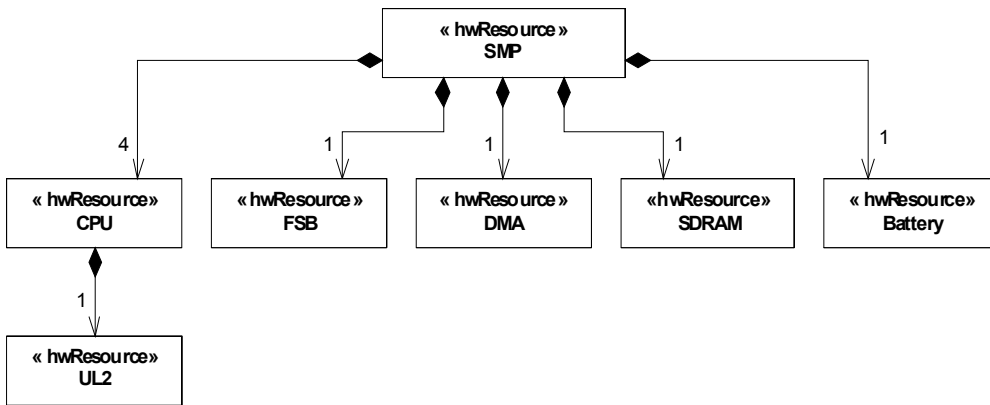 « hwResource»
SMP
4
1
1
1
1
« hwResource»
CPU
« hwResource»
FSB
« hwResource»
DMA
«hwResource»
SDRAM
« hwResource»
Battery
1
« hwResource»
UL2